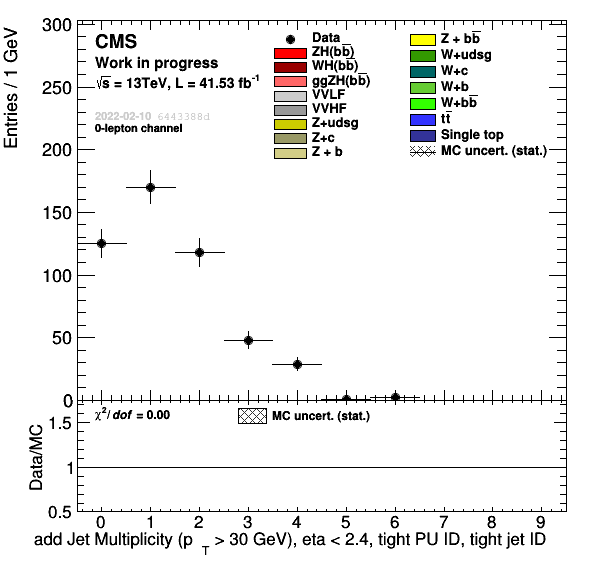 Entries / 1 GeV
300
250
200
150
100
50
0
CMS
Work in progress
√s = 13TeV, L = 41.53 fb⁻¹
2022-02-10 6443388d
0-lepton channel
Data
ZH(bb̅)
WH(bb̅)
ggZH(bb̅)
VVLF
VVHF
Z+udsg
Z+c
Z + b
Z + bb̅
W+udsg
W+c
W+b
W+bb̅
tt̅
Single top
MC uncert. (stat.)
Data/MC
1.5
1
0.5
χ²/dof = 0.00
MC uncert. (stat.)
0 1 2 3 4 5 6 7 8 9
add Jet Multiplicity (p_T > 30 GeV), eta < 2.4, tight PU ID, tight jet ID